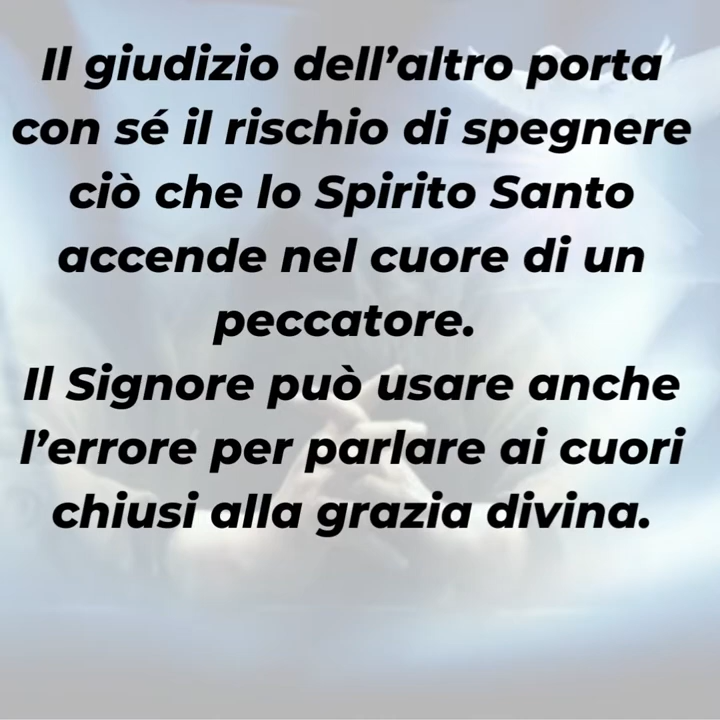 Il giudizio dell’altro porta
con sé il rischio di spegnere
ciò che lo Spirito Santo
accende nel cuore di un
peccatore.
Il Signore può usare anche
l’errore per parlare ai cuori
chiusi alla grazia divina.